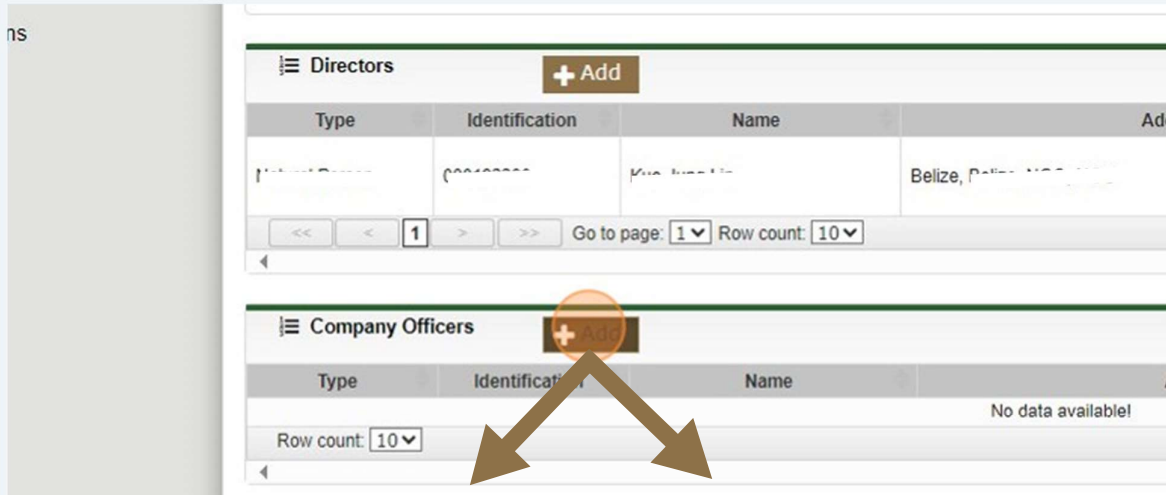 ns
Directors
Add
Type Identification Name Ad
Belize,
<< < 1 > >> Go to page: 1 Row count: 10
Company Officers
Add
Type Identification Name
No data available!
Row count: 10